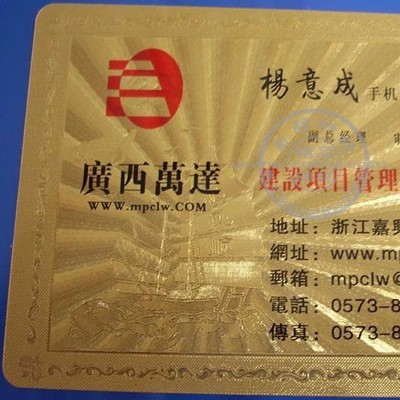 楊意成 手机
副总经理
廣西萬達 建設項目管理
WWW.mpclw.COM
地址: 浙江嘉興
網址: www.mp
郵箱: mpclw@
電話: 0573-8
傳真: 0573-8